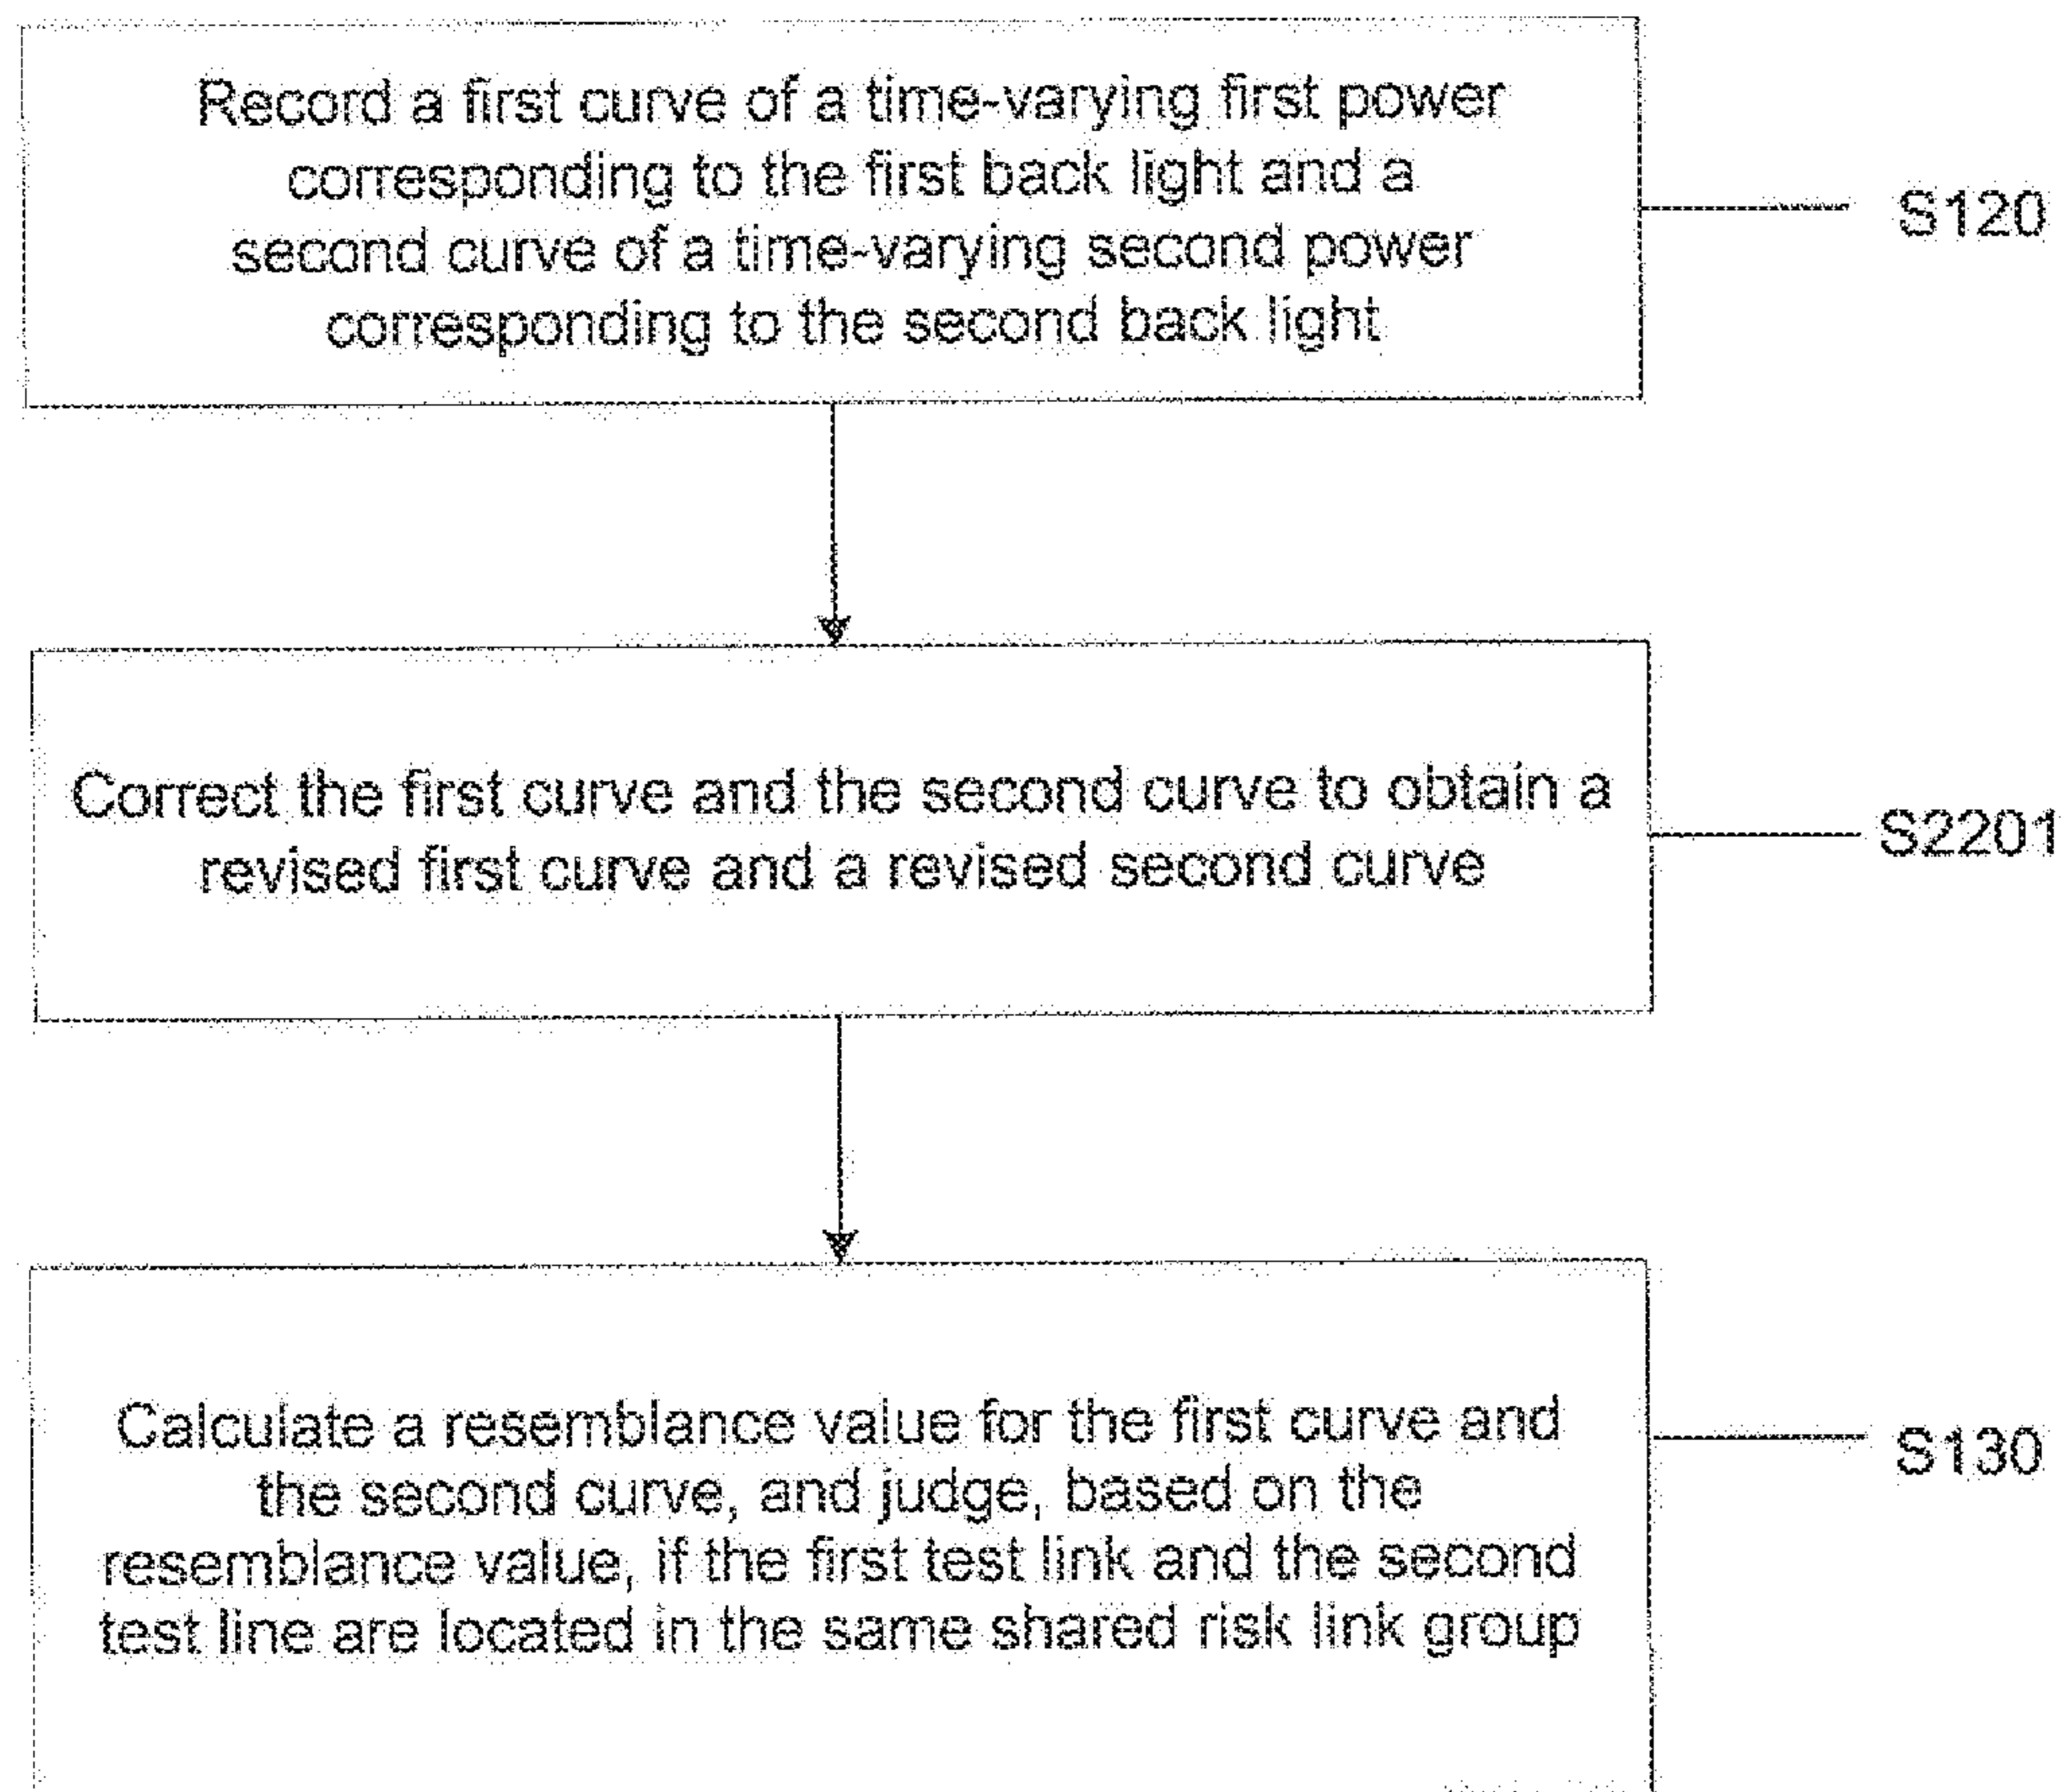 Record a first curve of a time-varying first power
corresponding to the first back light and a
second curve of a time-varying second power
corresponding to the second back light
S120
Correct the first curve and the second curve to obtain a
revised first curve and a revised second curve
S2201
Calculate a resemblance value for the first curve and
the second curve, and judge, based on the
resemblance value, if the first test link and the second
test line are located in the same shared risk link group
S130